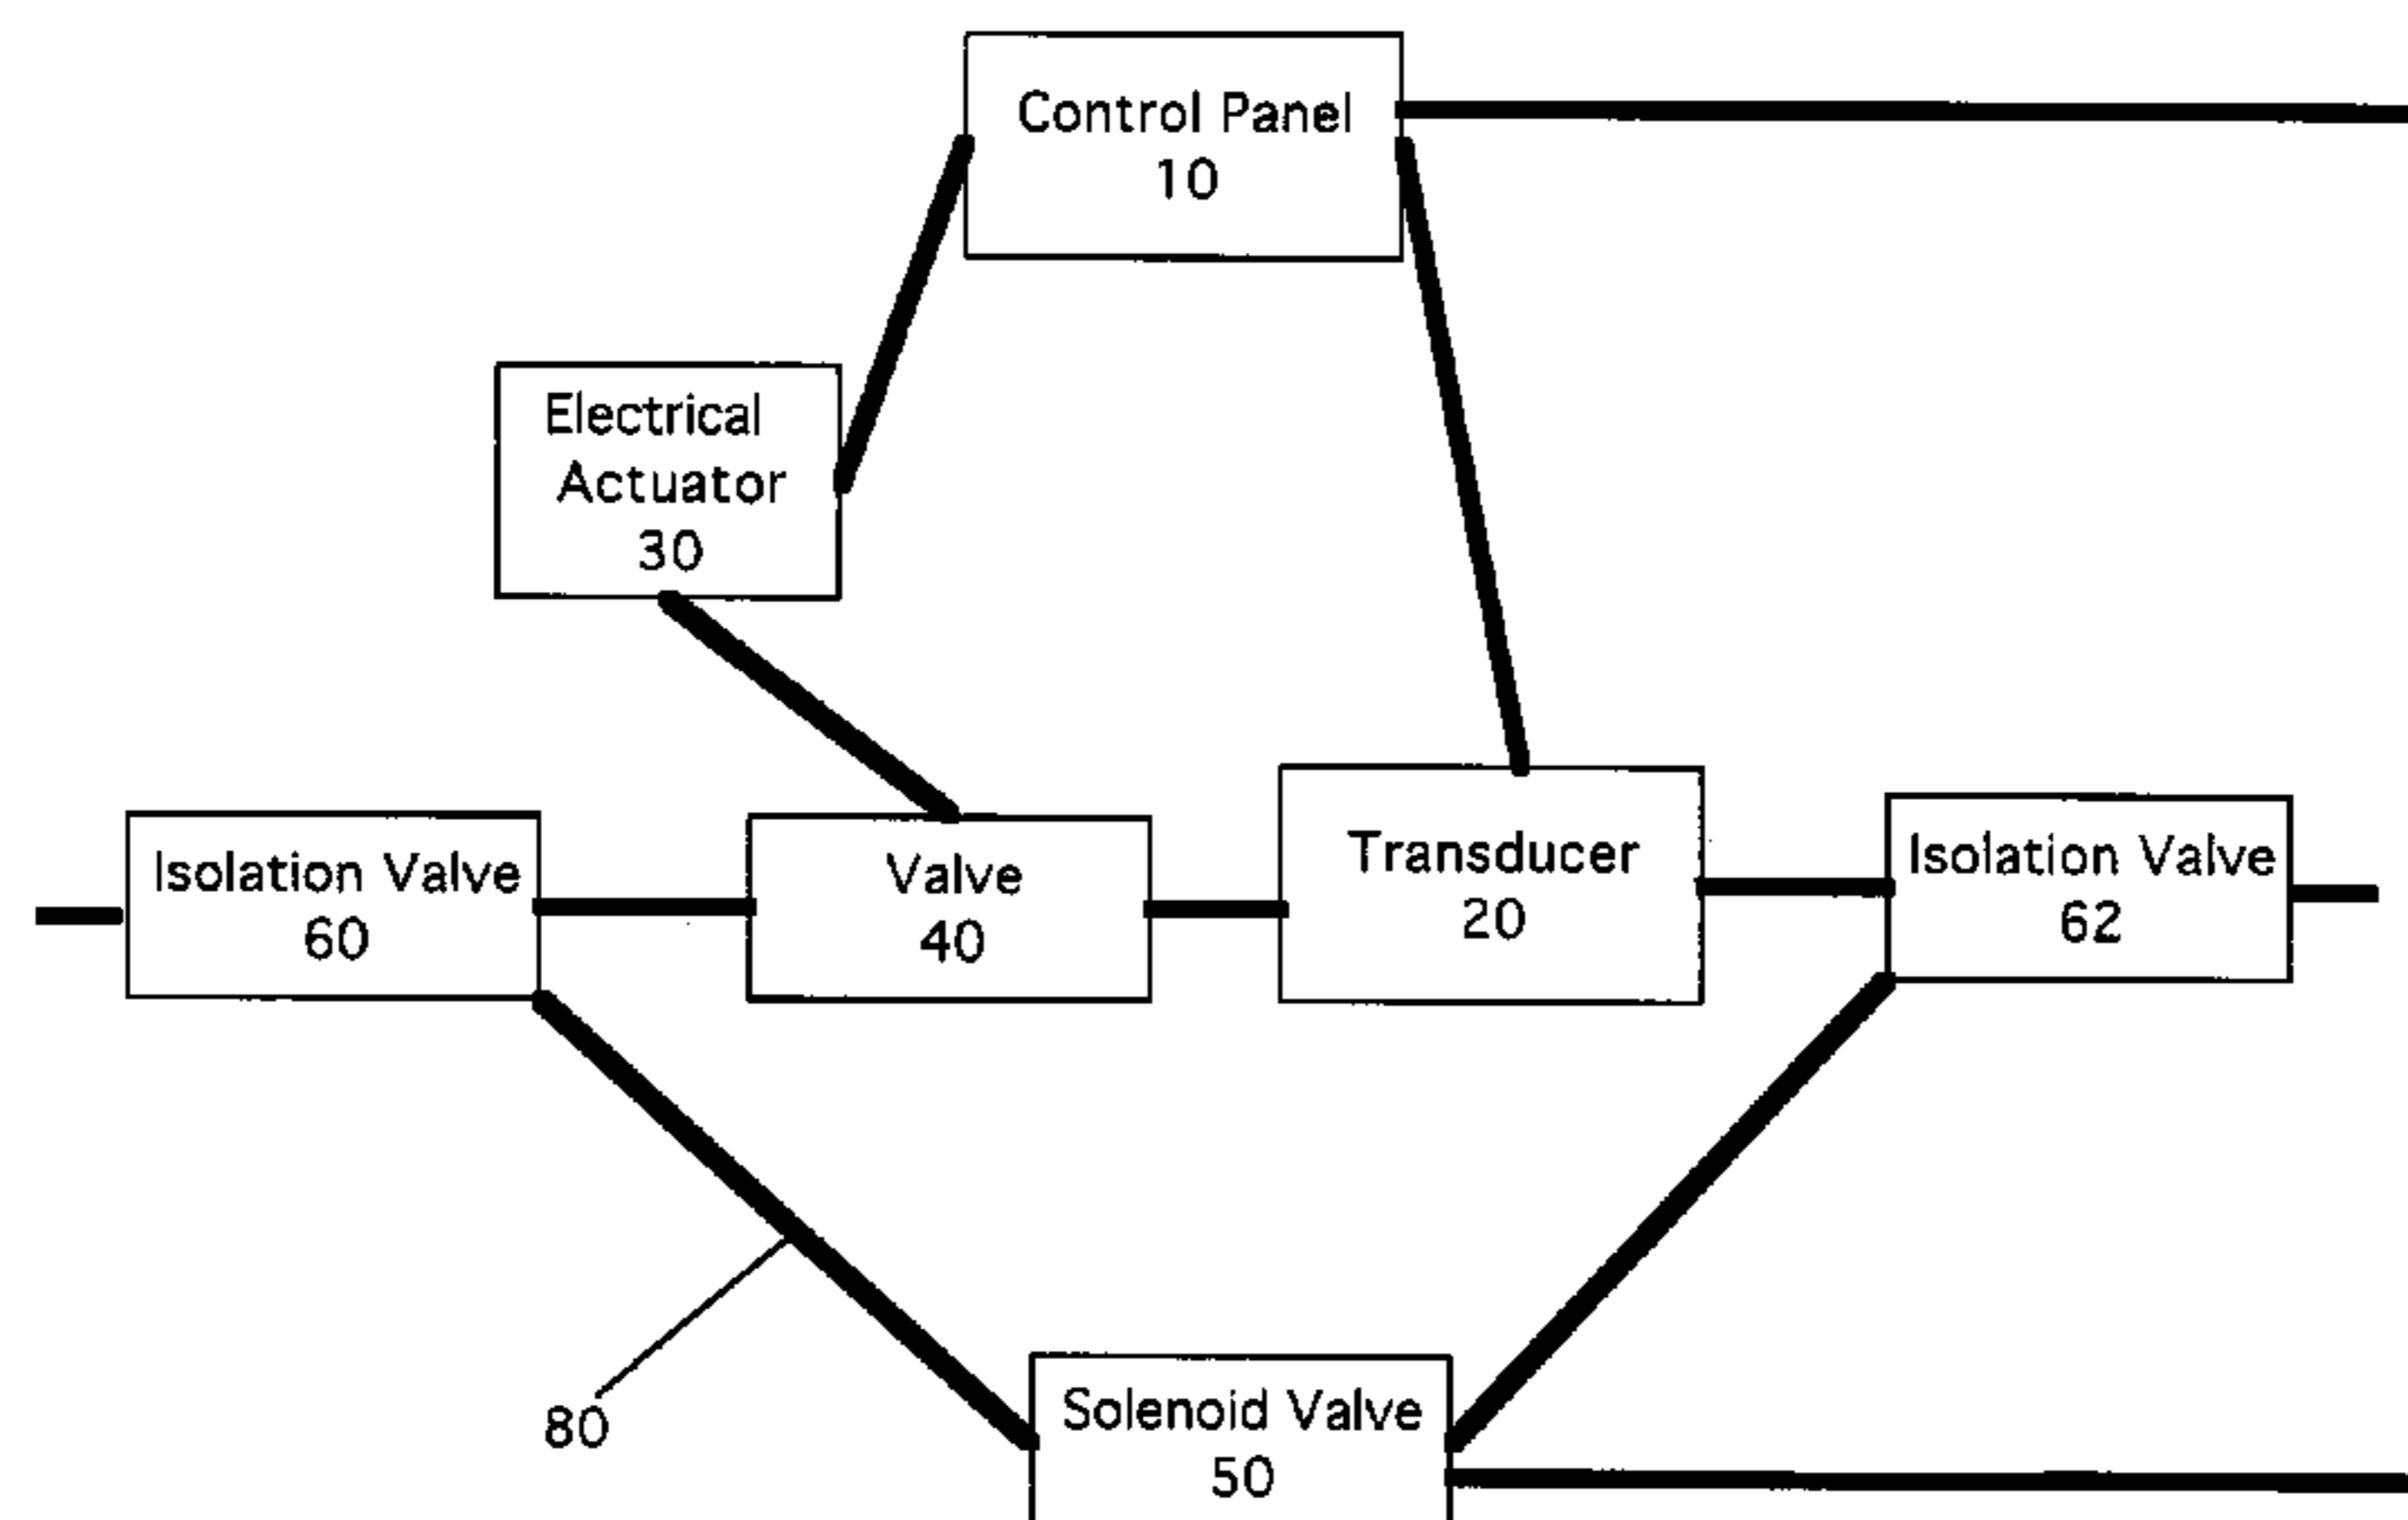 Control Panel
10
Electrical
Actuator
30
Isolation Valve
60
Valve
40
Transducer
20
Isolation Valve
62
80
Solenoid Valve
50